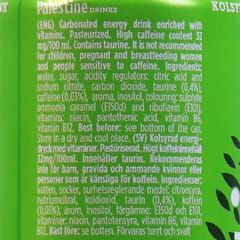 NK
Palestine DRINKS
KOLST
(ENG) Carbonated energy drink enriched with
vitamins. Pasteurized. High caffeine content 32
mg/100 ml. Contains taurine. It is not recommended
for children, pregnant and breastfeeding women
and people sensitive to caffeine. Ingredients:
water, sugar, acidity regulators: citric acid and
sodium citrate, carbon dioxide, taurine (0.4%),
caffeine (0,03%), aroma, inositol, colouring: sulphite
ammonia caramel (E150d) and riboflavin (E101),
vitamins: niacin, pantothenic acid, vitamin B6,
vitamin B12. Best before: see bottom of the can.
Store in a dry and cool place. (SV) Kolsyrad energi-
dryck med vitaminer. Pastöriserad. Högt koffeininnehåll
32mg/100ml. Innehåller taurin. Rekommenderas
inte för barn, gravida och ammande kvinnor eller
personer som är känsliga för koffein. Ingredienser:
vatten, socker, surhetsreglerande medel: citronsyra,
natriumcitrat, koldioxid, taurin (0,4%), koffein
(0,03%), arom, inositol, färgämnen: E150d och E101,
vitaminer: niacin, pantotensyra, vitamin B6, vitamin
B12. Bäst före: se botten. Förvaras torrt och svalt